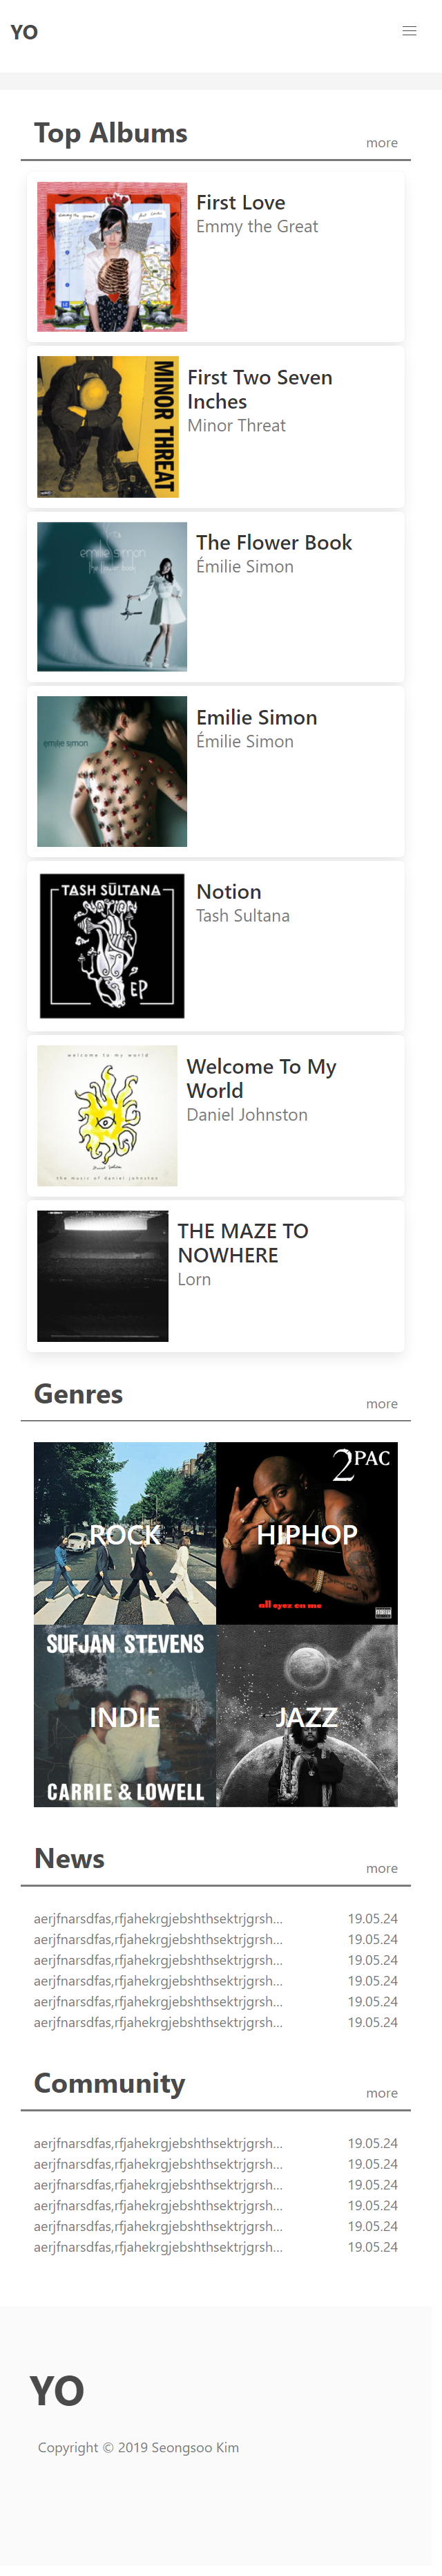 YO
Top Albums
more
First Love
Emmy the Great
MINOR THREAT
First Two Seven
Inches
Minor Threat
emilie simon
the flower book
The Flower Book
Émilie Simon
emilie simon
Emilie Simon
Émilie Simon
TASH SULTANA
NOTION
EP
Notion
Tash Sultana
welcome to my world
the music of daniel johnston
Welcome To My
World
Daniel Johnston
THE MAZE TO
NOWHERE
Lorn
Genres
more
ROCK
2PAC
HIPHOP
all eyez on me
SUFJAN STEVENS
INDIE
CARRIE & LOWELL
JAZZ
News
more
aerjfnarsdfas,rfjahekrgjebshthsektrjgrsh... 19.05.24
aerjfnarsdfas,rfjahekrgjebshthsektrjgrsh... 19.05.24
aerjfnarsdfas,rfjahekrgjebshthsektrjgrsh... 19.05.24
aerjfnarsdfas,rfjahekrgjebshthsektrjgrsh... 19.05.24
aerjfnarsdfas,rfjahekrgjebshthsektrjgrsh... 19.05.24
aerjfnarsdfas,rfjahekrgjebshthsektrjgrsh... 19.05.24
Community
more
aerjfnarsdfas,rfjahekrgjebshthsektrjgrsh... 19.05.24
aerjfnarsdfas,rfjahekrgjebshthsektrjgrsh... 19.05.24
aerjfnarsdfas,rfjahekrgjebshthsektrjgrsh... 19.05.24
aerjfnarsdfas,rfjahekrgjebshthsektrjgrsh... 19.05.24
aerjfnarsdfas,rfjahekrgjebshthsektrjgrsh... 19.05.24
aerjfnarsdfas,rfjahekrgjebshthsektrjgrsh... 19.05.24
YO
Copyright © 2019 Seongsoo Kim